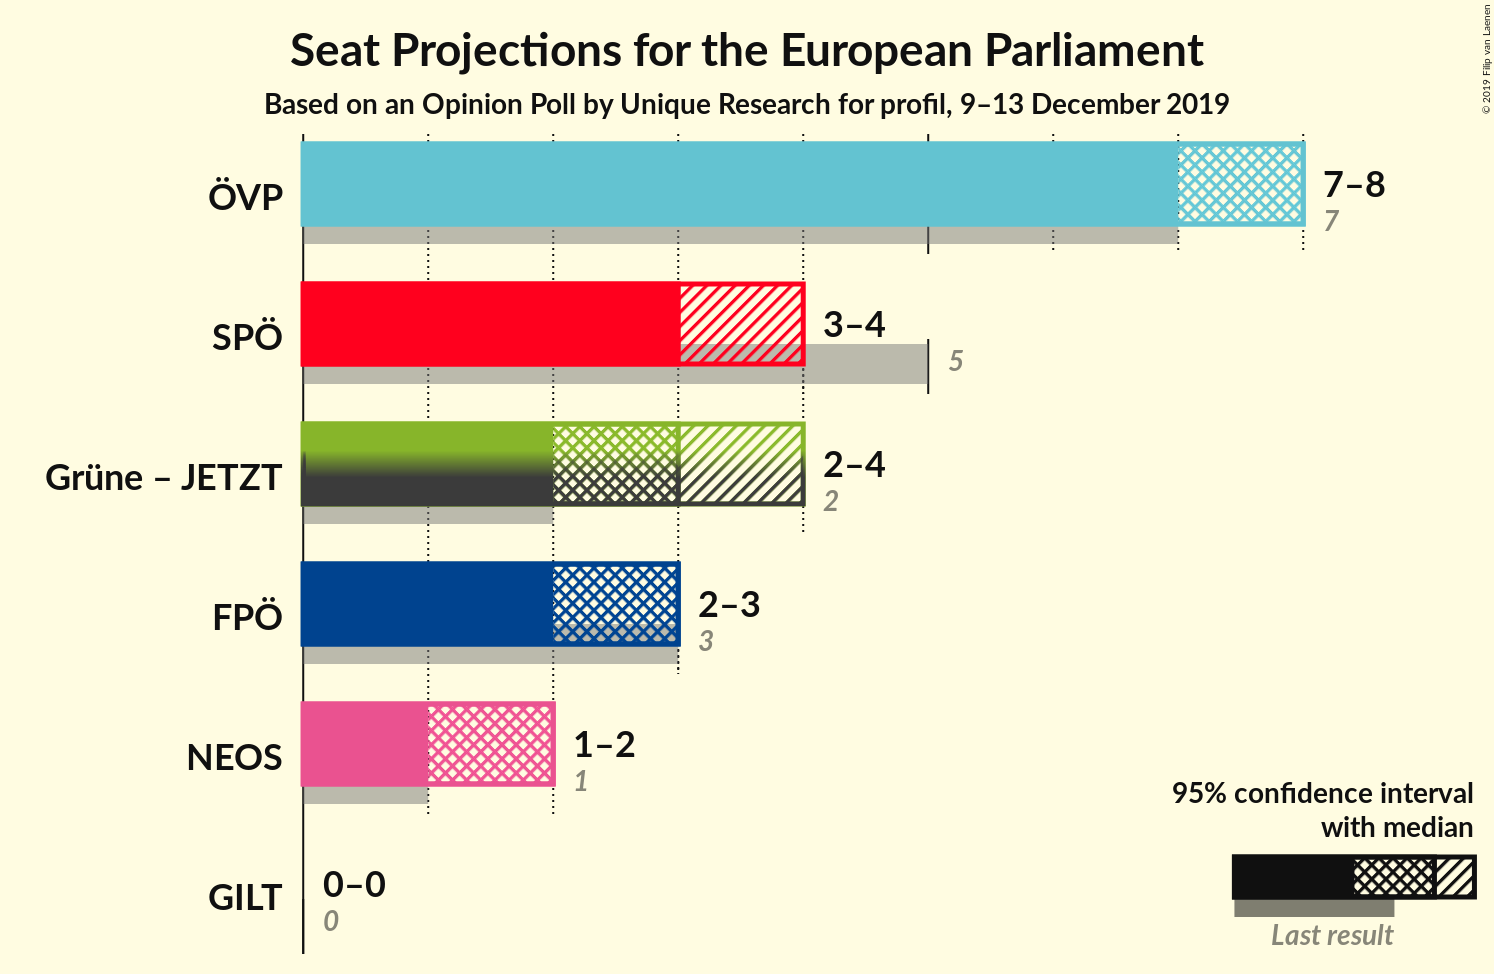 Seat Projections for the European Parliament
Based on an Opinion Poll by Unique Research for profil, 9–13 December 2019
© 2019 Filip van Laenen
ÖVP
7–8
7
SPÖ
3–4
5
Grüne – JETZT
2–4
2
FPÖ
2–3
3
NEOS
1–2
1
GILT
0–0
0
95% confidence interval
with median
Last result